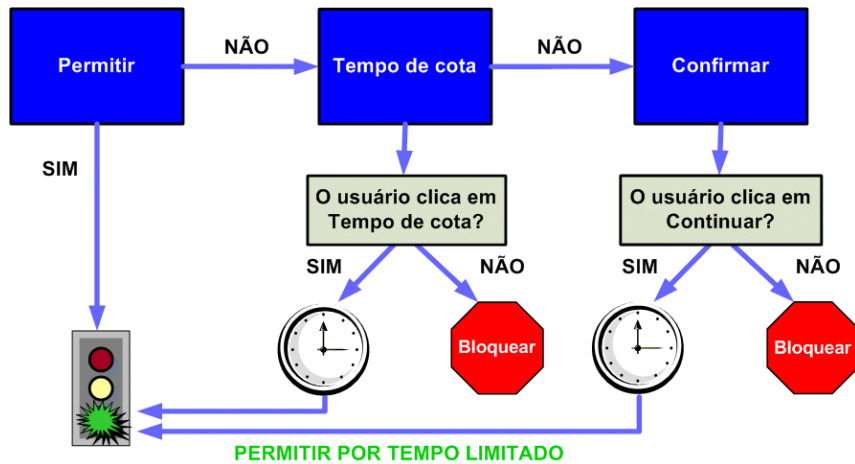 Permitir
NÃO
Tempo de cota
NÃO
Confirmar
SIM
O usuário clica em
Tempo de cota?
O usuário clica em
Continuar?
SIM
NÃO
SIM
NÃO
Bloquear
Bloquear
PERMITIR POR TEMPO LIMITADO